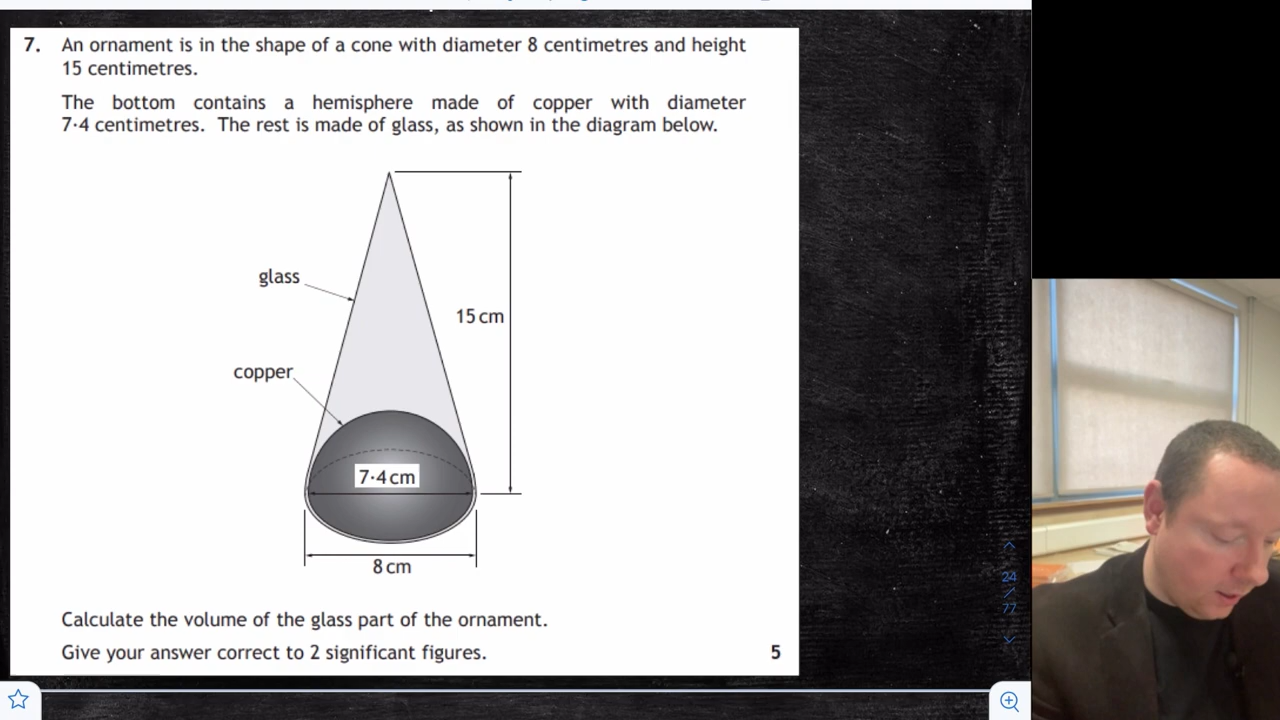 7. An ornament is in the shape of a cone with diameter 8 centimetres and height
15 centimetres.
The bottom contains a hemisphere made of copper with diameter
7·4 centimetres. The rest is made of glass, as shown in the diagram below.
glass
15 cm
copper
7·4 cm
8 cm
Calculate the volume of the glass part of the ornament.
Give your answer correct to 2 significant figures.
5
24
/
77